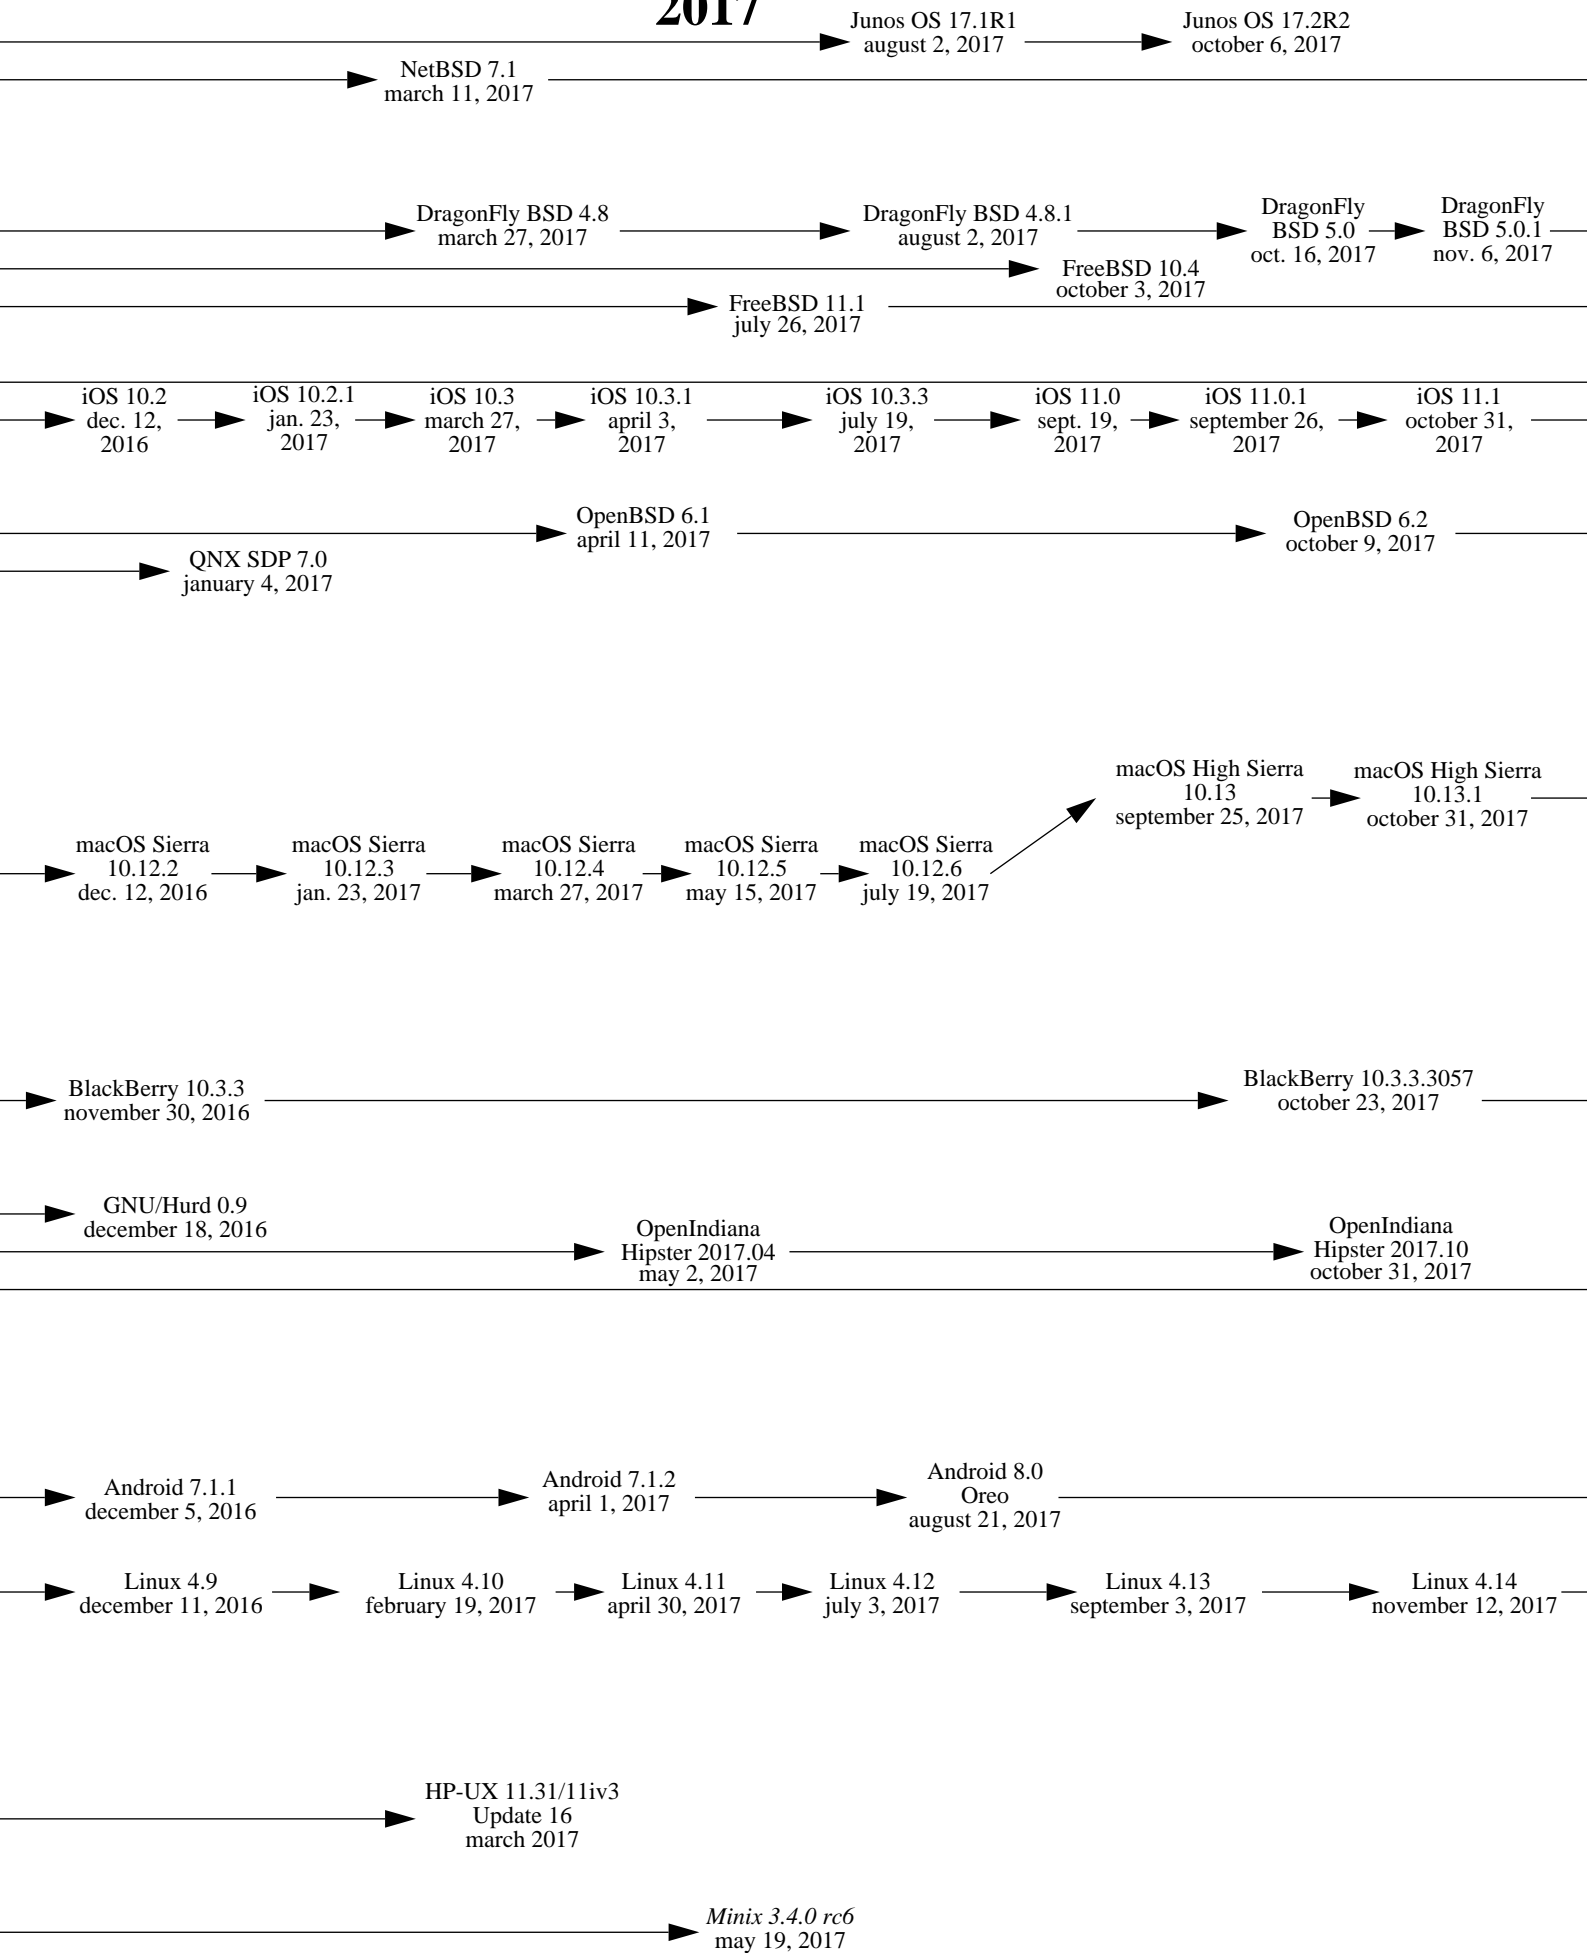 2017
Junos OS 17.1R1
august 2, 2017
Junos OS 17.2R2
october 6, 2017
NetBSD 7.1
march 11, 2017
DragonFly BSD 4.8
march 27, 2017
DragonFly BSD 4.8.1
august 2, 2017
DragonFly
BSD 5.0
oct. 16, 2017
DragonFly
BSD 5.0.1
nov. 6, 2017
FreeBSD 10.4
october 3, 2017
FreeBSD 11.1
july 26, 2017
iOS 10.2
dec. 12,
2016
iOS 10.2.1
jan. 23,
2017
iOS 10.3
march 27,
2017
iOS 10.3.1
april 3,
2017
iOS 10.3.3
july 19,
2017
iOS 11.0
sept. 19,
2017
iOS 11.0.1
september 26,
2017
iOS 11.1
october 31,
2017
OpenBSD 6.1
april 11, 2017
OpenBSD 6.2
october 9, 2017
QNX SDP 7.0
january 4, 2017
macOS High Sierra
10.13
september 25, 2017
macOS High Sierra
10.13.1
october 31, 2017
macOS Sierra
10.12.2
dec. 12, 2016
macOS Sierra
10.12.3
jan. 23, 2017
macOS Sierra
10.12.4
march 27, 2017
macOS Sierra
10.12.5
may 15, 2017
macOS Sierra
10.12.6
july 19, 2017
BlackBerry 10.3.3
november 30, 2016
BlackBerry 10.3.3.3057
october 23, 2017
GNU/Hurd 0.9
december 18, 2016
OpenIndiana
Hipster 2017.04
may 2, 2017
OpenIndiana
Hipster 2017.10
october 31, 2017
Android 7.1.1
december 5, 2016
Android 7.1.2
april 1, 2017
Android 8.0
Oreo
august 21, 2017
Linux 4.9
december 11, 2016
Linux 4.10
february 19, 2017
Linux 4.11
april 30, 2017
Linux 4.12
july 3, 2017
Linux 4.13
september 3, 2017
Linux 4.14
november 12, 2017
HP-UX 11.31/11iv3
Update 16
march 2017
Minix 3.4.0 rc6
may 19, 2017